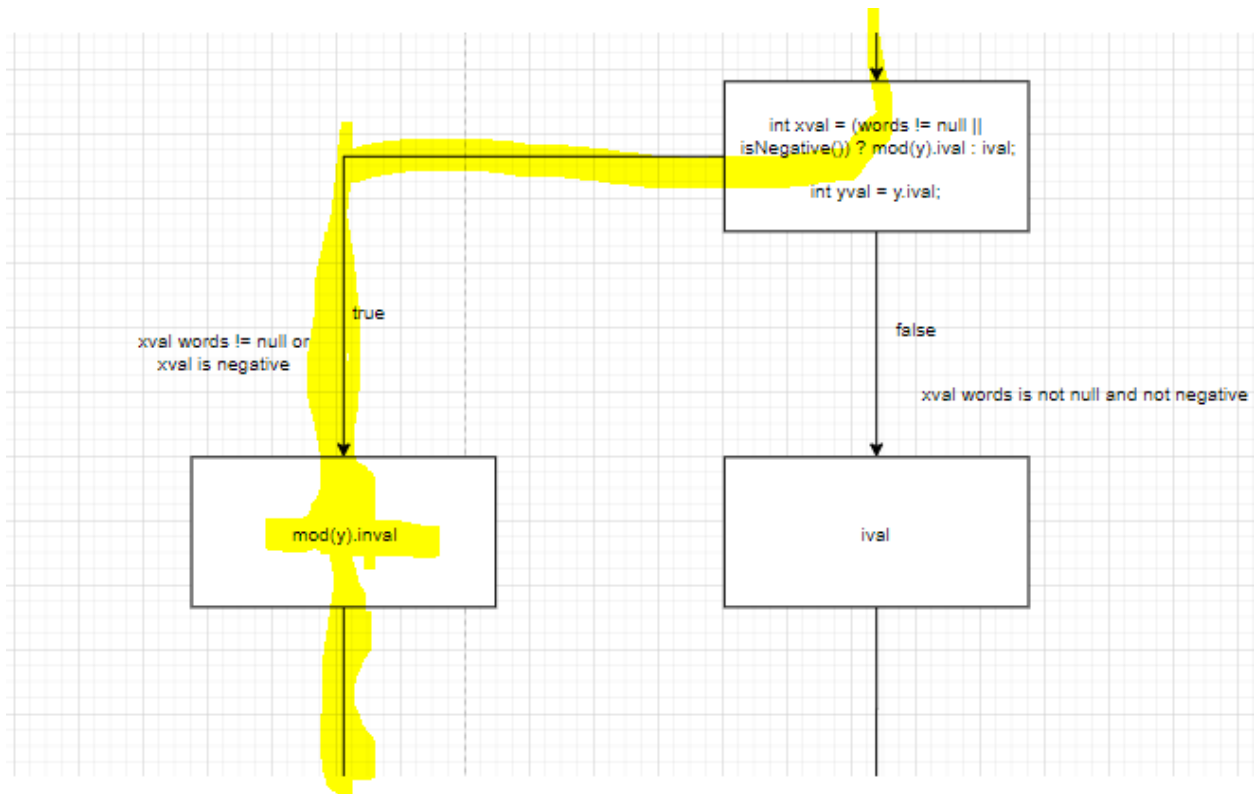 int xval = (words != null ||
isNegative()) ? mod(y).ival : ival;
int yval = y.ival;
true
false
xval words != null or
xval is negative
xval words is not null and not negative
mod(y).inval
ival